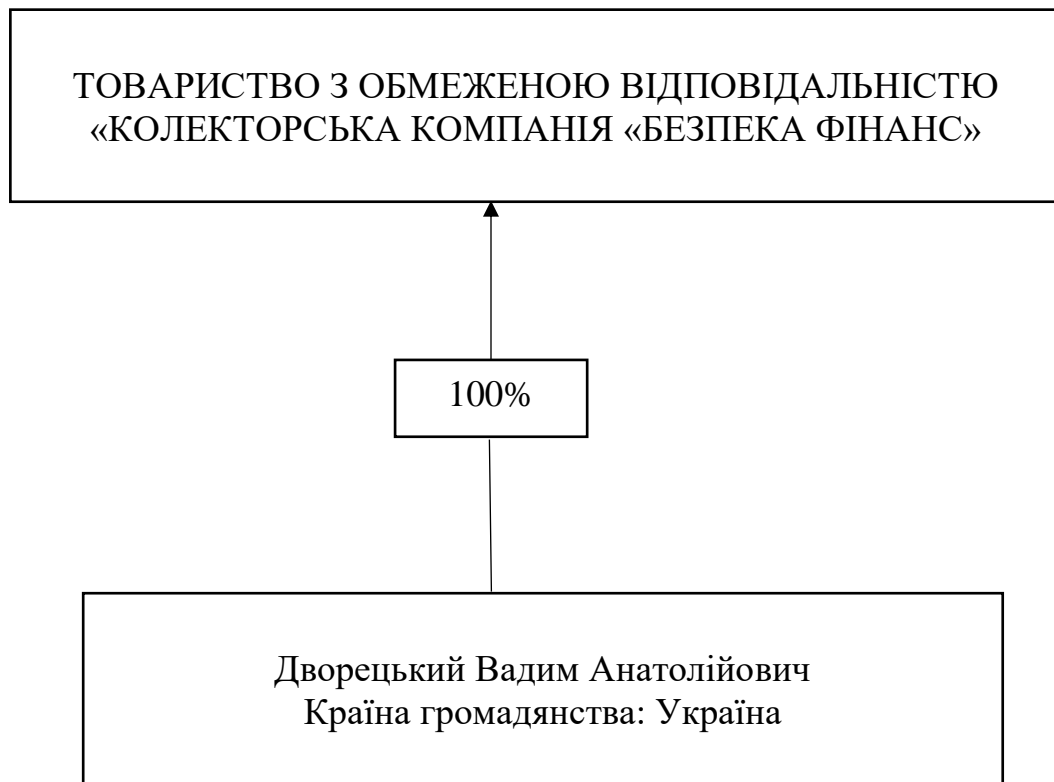 ТОВАРИСТВО З ОБМЕЖЕНОЮ ВІДПОВІДАЛЬНІСТЮ
«КОЛЕКТОРСЬКА КОМПАНІЯ «БЕЗПЕКА ФІНАНС»
100%
Дворецький Вадим Анатолійович
Країна громадянства: Україна